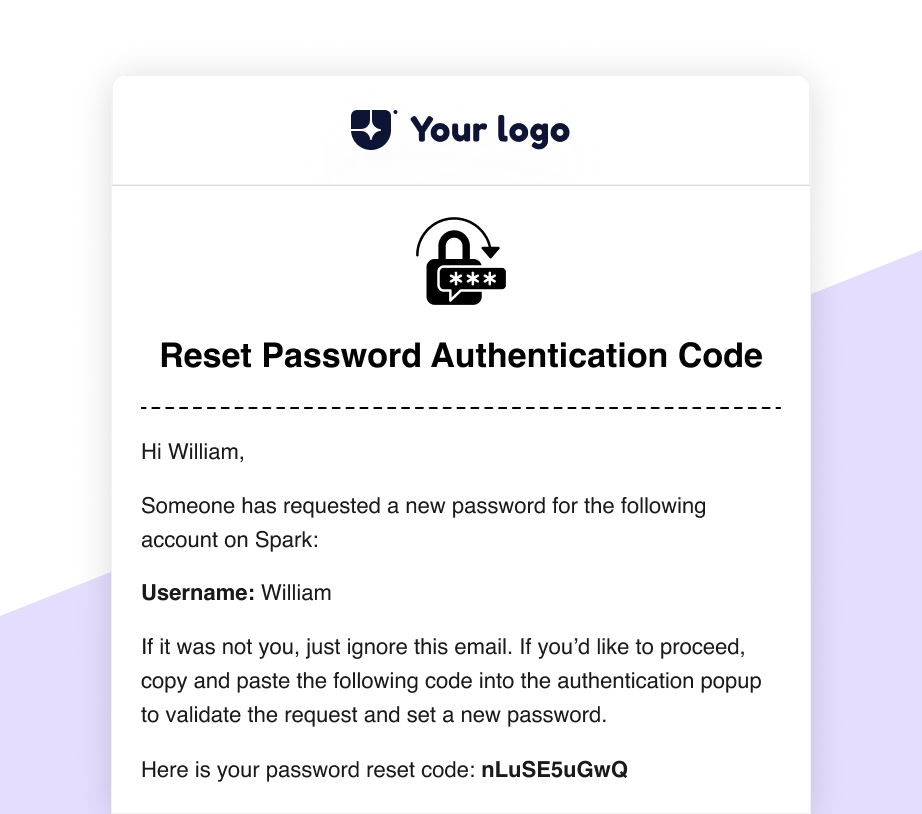 Your logo
***
Reset Password Authentication Code
Hi William,
Someone has requested a new password for the following
account on Spark:
Username: William
If it was not you, just ignore this email. If you’d like to proceed,
copy and paste the following code into the authentication popup
to validate the request and set a new password.
Here is your password reset code: nLuSE5uGwQ